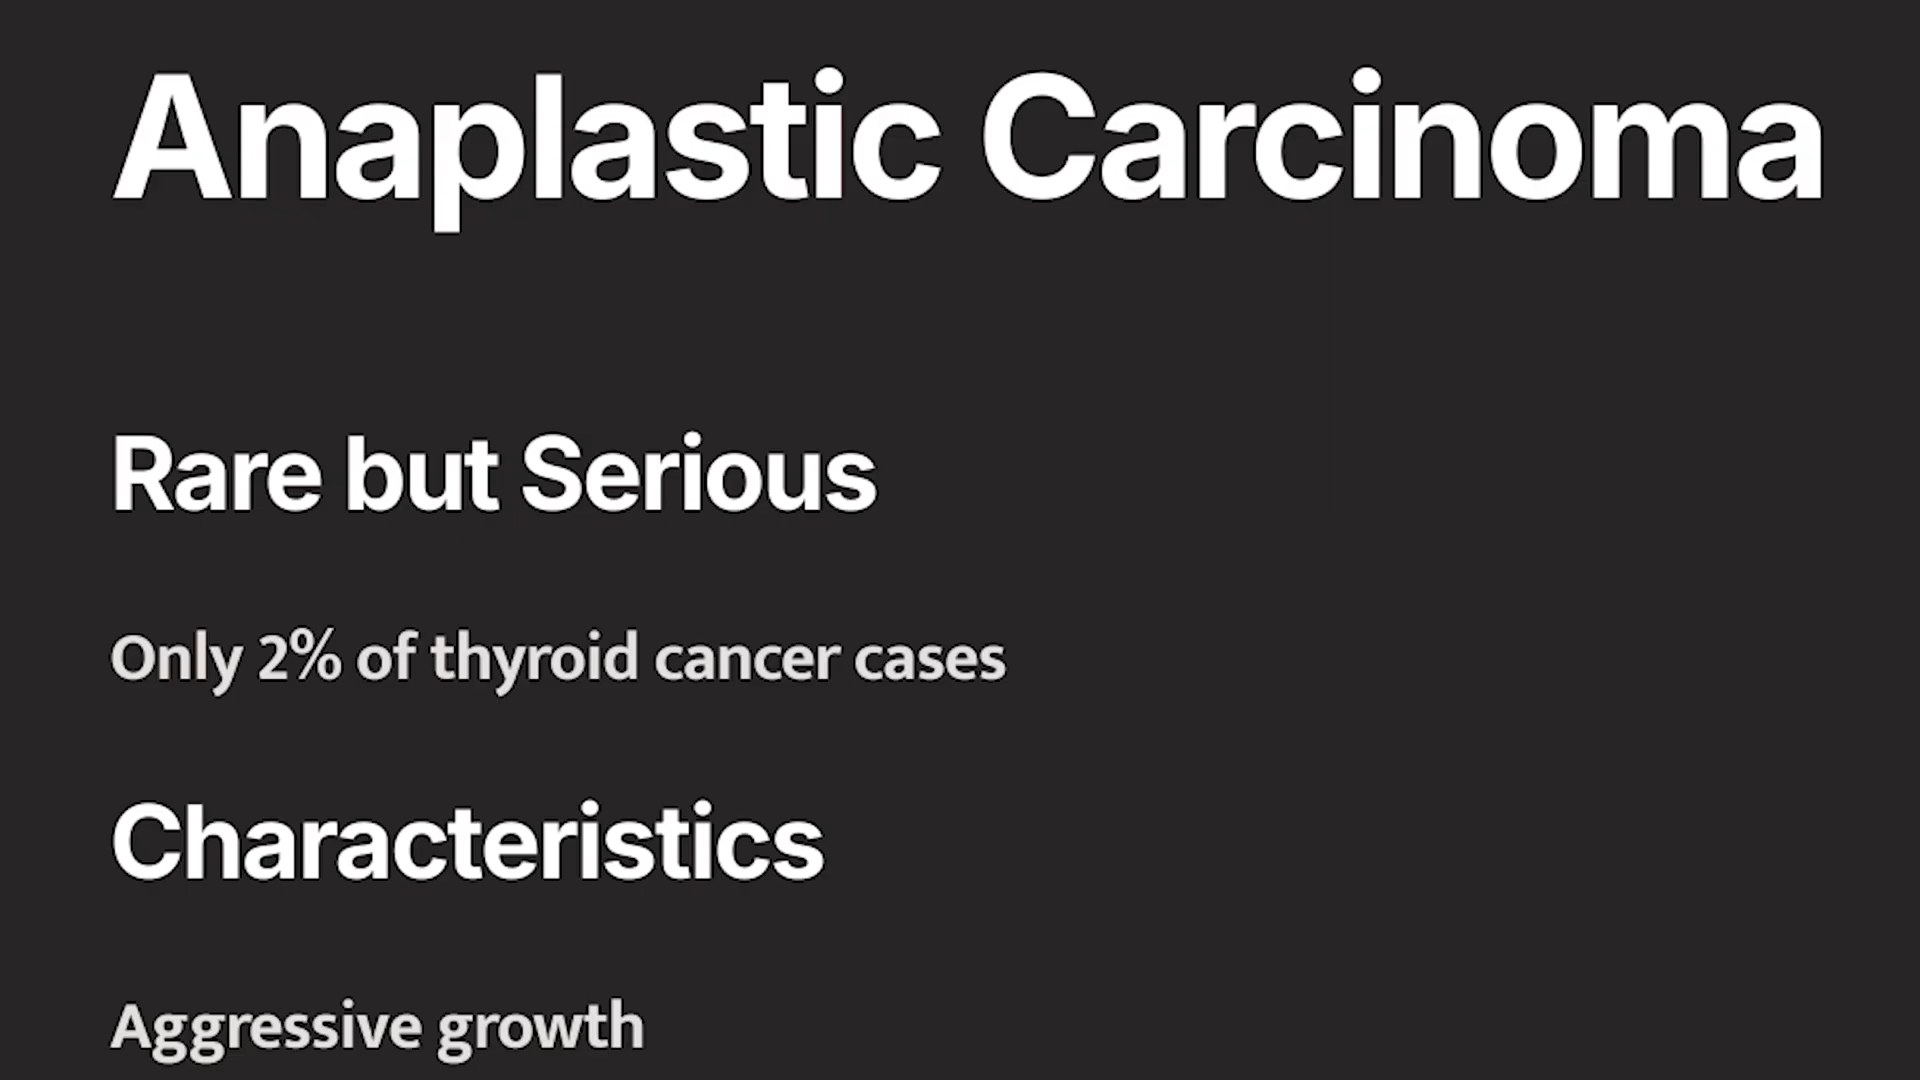 Anaplastic Carcinoma
Rare but Serious
Only 2% of thyroid cancer cases
Characteristics
Aggressive growth